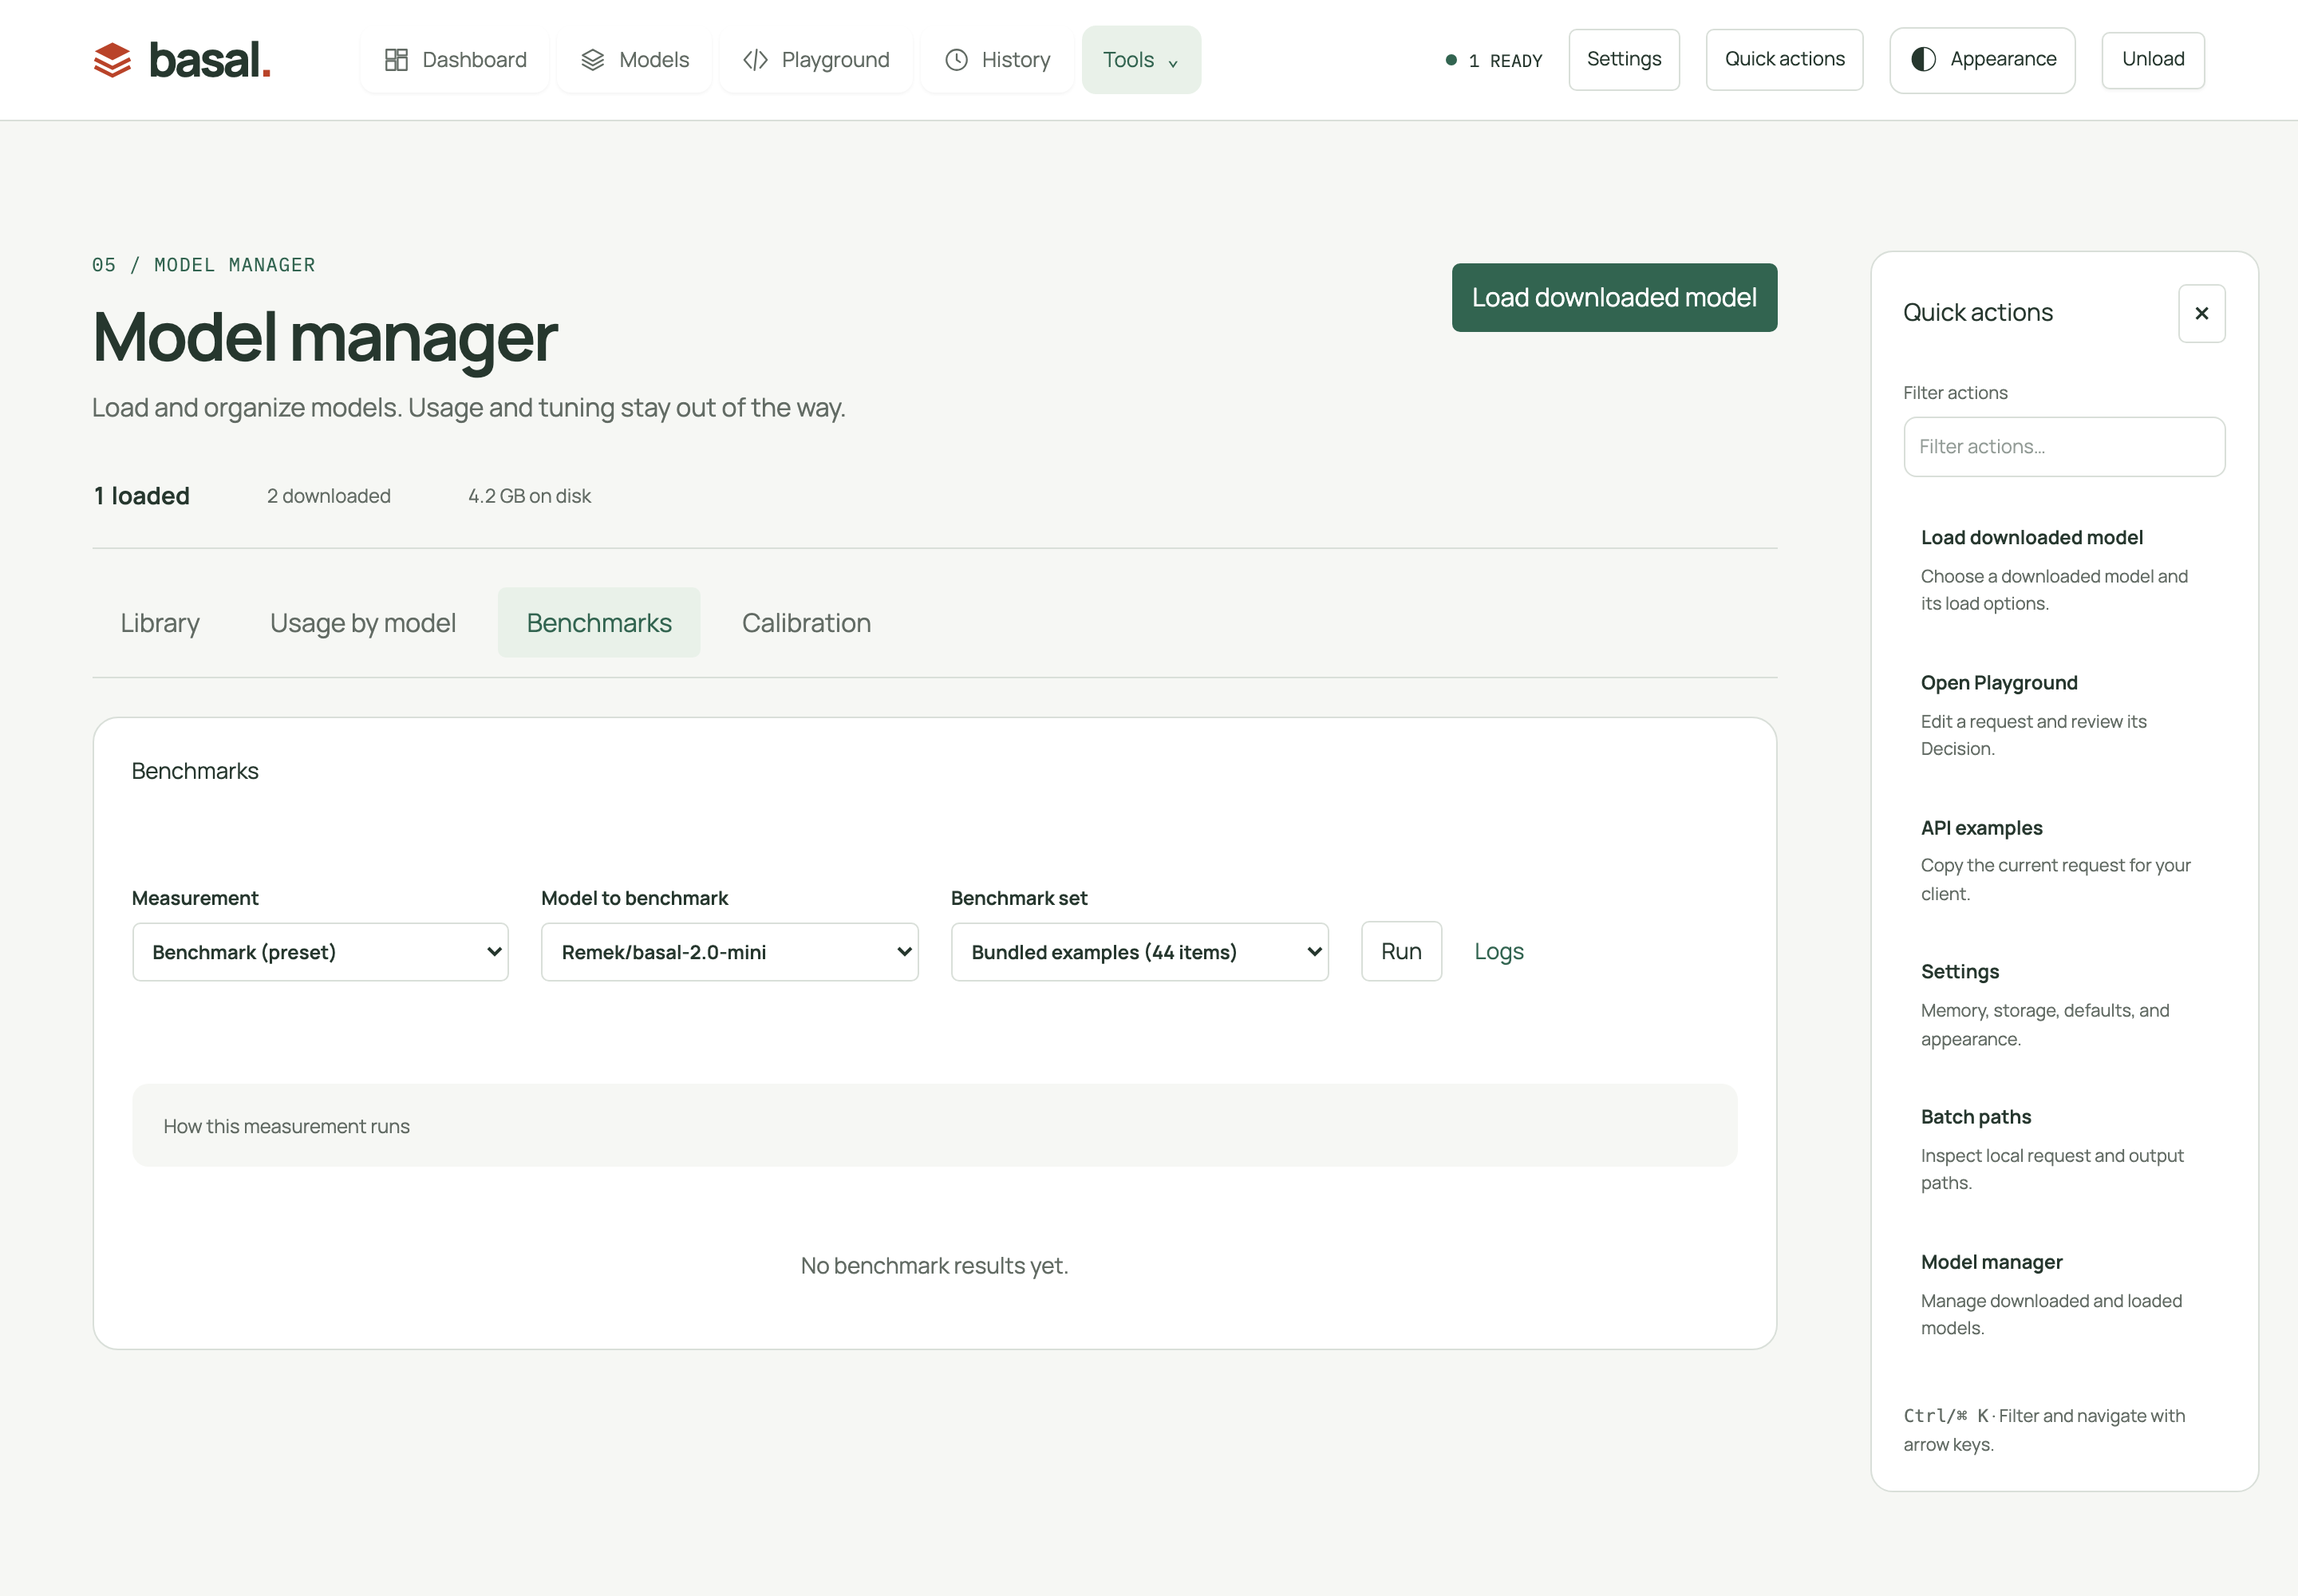 basal.
Dashboard
Models
Playground
History
Tools
1 READY
Settings
Quick actions
Appearance
Unload
05 / MODEL MANAGER
Model manager
Load and organize models. Usage and tuning stay out of the way.
Load downloaded model
1 loaded
2 downloaded
4.2 GB on disk
Library
Usage by model
Benchmarks
Calibration
Benchmarks
Measurement
Model to benchmark
Benchmark set
Benchmark (preset)
Remek/basal-2.0-mini
Bundled examples (44 items)
Run
Logs
How this measurement runs
No benchmark results yet.
Quick actions
×
Filter actions
Filter actions…
Load downloaded model
Choose a downloaded model and
its load options.
Open Playground
Edit a request and review its
Decision.
API examples
Copy the current request for your
client.
Settings
Memory, storage, defaults, and
appearance.
Batch paths
Inspect local request and output
paths.
Model manager
Manage downloaded and loaded
models.
Ctrl/⌘ K · Filter and navigate with
arrow keys.